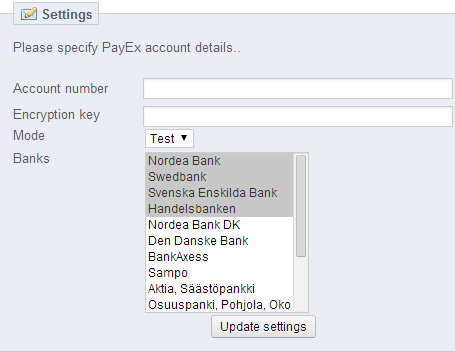 Settings
Please specify PayEx account details..
Account number
Encryption key
Mode
Test
Banks
Nordea Bank
Swedbank
Svenska Enskilda Bank
Handelsbanken
Nordea Bank DK
Den Danske Bank
BankAxess
Sampo
Aktia, Säästöpankki
Osuuspanki, Pohjola, Oko
Update settings